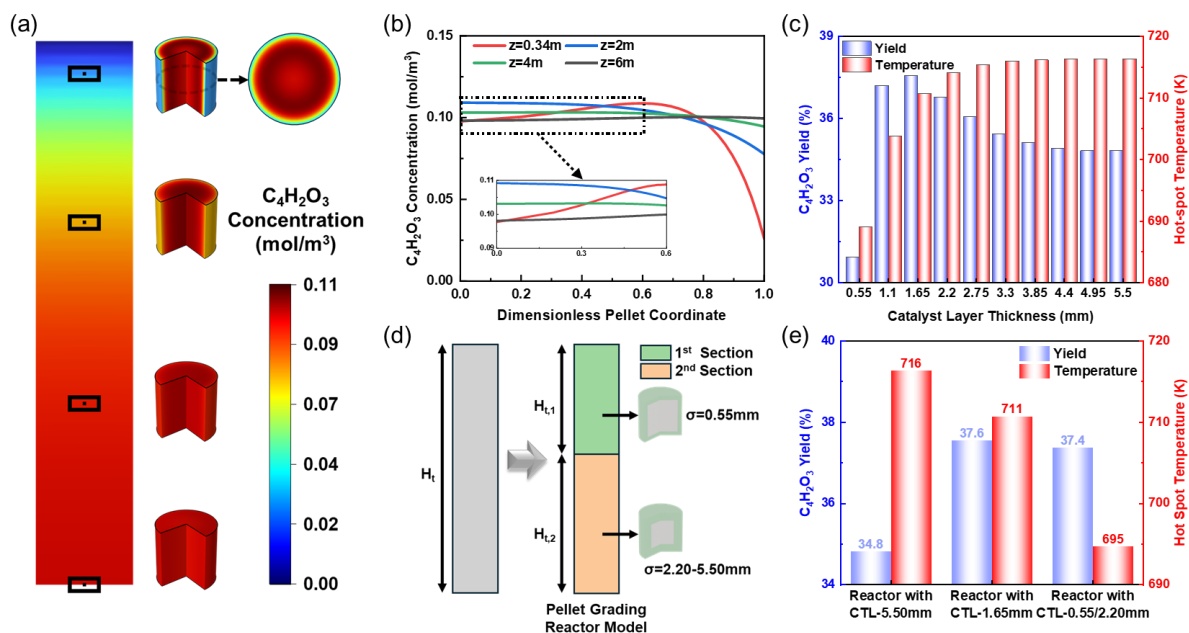 (a)
C₄H₂O₃
Concentration
(mol/m³)
0.11
0.09
0.08
0.07
0.06
0.04
0.03
0.02
0.00
(b)
C₄H₂O₃ Concentration (mol/m³)
0.15
0.10
0.05
0.00
z=0.34m
z=2m
z=4m
z=6m
0.11
0.10
0.09
0.0
0.3
0.6
0.0
0.2
0.4
0.6
0.8
1.0
Dimensionless Pellet Coordinate
(c)
C₄H₂O₃ Yield (%)
39
36
33
30
Yield
Temperature
720
710
700
690
680
Hot-spot Temperature (K)
0.55
1.1
1.65
2.2
2.75
3.3
3.85
4.4
4.95
5.5
Catalyst Layer Thickness (mm)
(d)
Hₜ
Hₜ,₁
Hₜ,₂
1ˢᵗ Section
2ⁿᵈ Section
σ=0.55mm
σ=2.20-5.50mm
Pellet Grading
Reactor Model
(e)
C₄H₂O₃ Yield (%)
40
38
36
34
Yield
Temperature
34.8
716
37.6
711
37.4
695
720
710
700
690
Hot Spot Temperature (K)
Reactor with
CTL-5.50mm
Reactor with
CTL-1.65mm
Reactor with
CTL-0.55/2.20mm